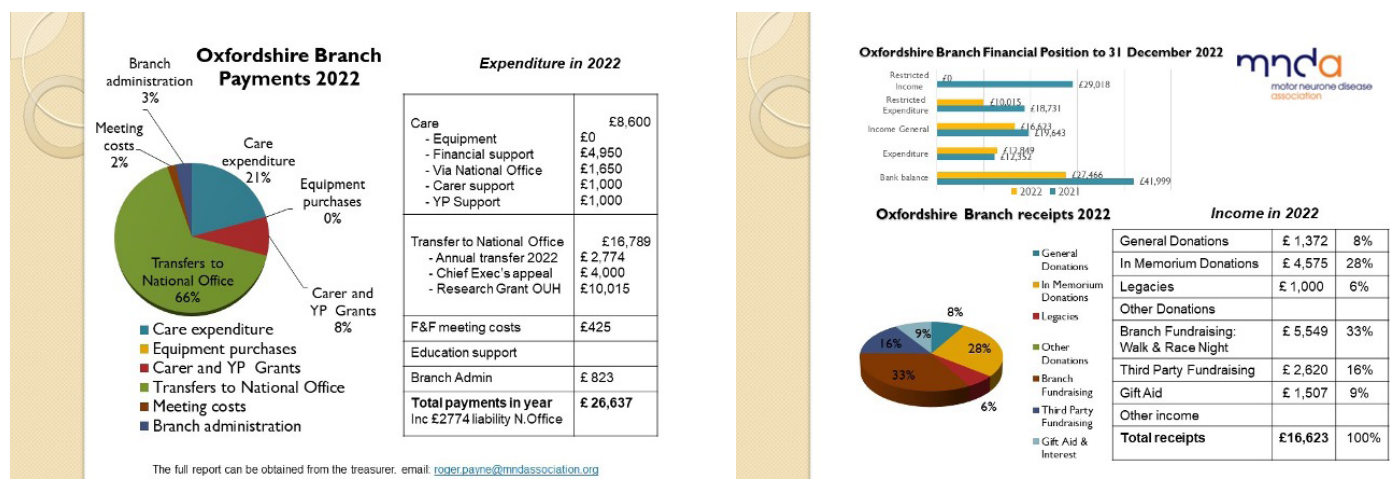 Oxfordshire Branch
Payments 2022
Branch
administration
3%
Meeting
costs
2%
Care
expenditure
21%
Equipment
purchases
0%
Transfers to
National Office
66%
Carer and
YP Grants
8%
Care expenditure
Equipment purchases
Carer and YP Grants
Transfers to National Office
Meeting costs
Branch administration
Expenditure in 2022
Care £8,600
- Equipment £0
- Financial support £4,950
- Via National Office £1,650
- Carer support £1,000
- YP Support £1,000
Transfer to National Office £16,789
- Annual transfer 2022 £ 2,774
- Chief Exec's appeal £ 4,000
- Research Grant OUH £10,015
F&F meeting costs £425
Education support
Branch Admin £ 823
Total payments in year £ 26,637
Inc £2774 liability N.Office
The full report can be obtained from the treasurer. email: roger.payne@mndassociation.org
Oxfordshire Branch Financial Position to 31 December 2022
mnda
motor neurone disease
association
Restricted
Income
£0
£29,018
Restricted
Expenditure
£10,015
£18,731
Income General
£16,623
£19,643
Expenditure
£12,849
£12,352
Bank balance
£27,466
£41,999
2022 2021
Oxfordshire Branch receipts 2022
8%
28%
6%
33%
16%
9%
General
Donations
In Memorium
Donations
Legacies
Other
Donations
Branch
Fundraising
Third Party
Fundraising
Gift Aid &
Interest
Income in 2022
General Donations £ 1,372 8%
In Memorium Donations £ 4,575 28%
Legacies £ 1,000 6%
Other Donations
Branch Fundraising: £ 5,549 33%
Walk & Race Night
Third Party Fundraising £ 2,620 16%
Gift Aid £ 1,507 9%
Other income
Total receipts £16,623 100%